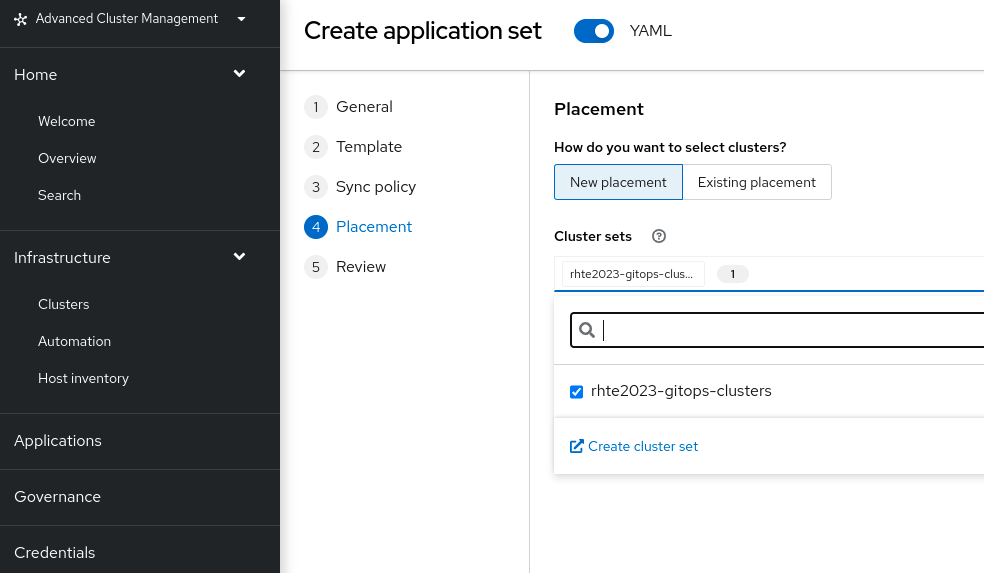 Advanced Cluster Management
Home
Welcome
Overview
Search
Infrastructure
Clusters
Automation
Host inventory
Applications
Governance
Credentials
Create application set
YAML
1 General
2 Template
3 Sync policy
4 Placement
5 Review
Placement
How do you want to select clusters?
New placement Existing placement
Cluster sets
rhte2023-gitops-clus... 1
rhte2023-gitops-clusters
Create cluster set